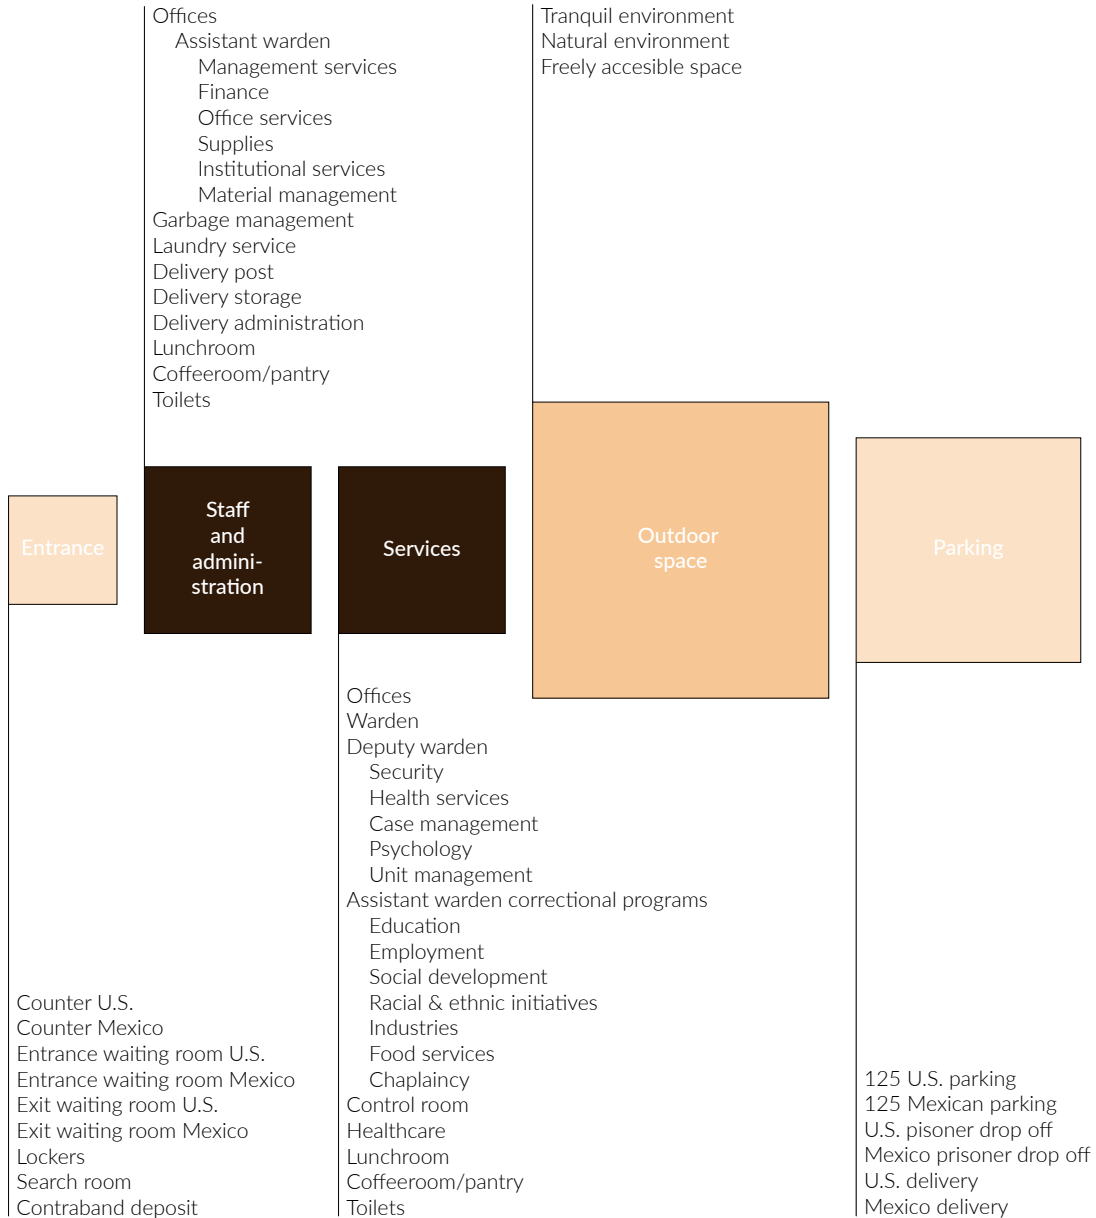 Offices
Assistant warden
Management services
Finance
Office services
Supplies
Institutional services
Material management
Garbage management
Laundry service
Delivery post
Delivery storage
Delivery administration
Lunchroom
Coffeeroom/pantry
Toilets
Tranquil environment
Natural environment
Freely accesible space
Entrance
Staff
and
admini-
stration
Services
Outdoor
space
Parking
Counter U.S.
Counter Mexico
Entrance waiting room U.S.
Entrance waiting room Mexico
Exit waiting room U.S.
Exit waiting room Mexico
Lockers
Search room
Contraband deposit
Offices
Warden
Deputy warden
Security
Health services
Case management
Psychology
Unit management
Assistant warden correctional programs
Education
Employment
Social development
Racial & ethnic initiatives
Industries
Food services
Chaplaincy
Control room
Healthcare
Lunchroom
Coffeeroom/pantry
Toilets
125 U.S. parking
125 Mexican parking
U.S. pisoner drop off
Mexico prisoner drop off
U.S. delivery
Mexico delivery